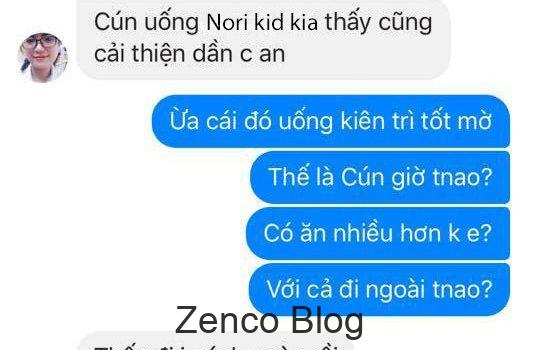 Cún uống Nori kid kia thấy cũng
cải thiện dần c an
Ừa cái đó uống kiên trì tốt mờ
Thế là Cún giờ tnao?
Có ăn nhiều hơn k e?
Với cả đi ngoài tnao?
Zenco Blog